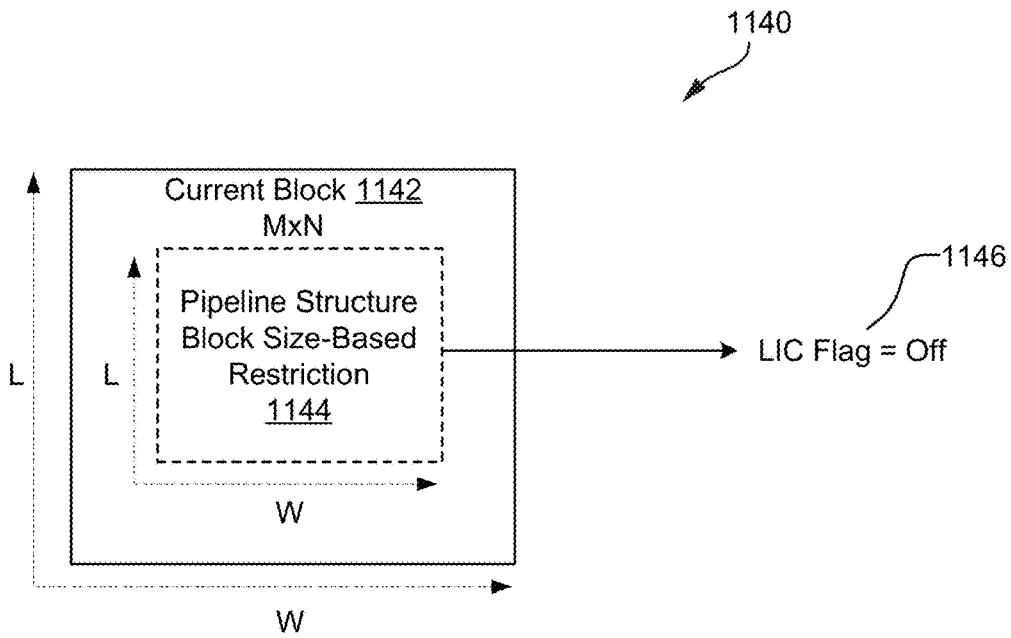 1140
Current Block 1142
MxN
1146
Pipeline Structure
Block Size-Based
Restriction
1144
LIC Flag = Off
L
L
W
W